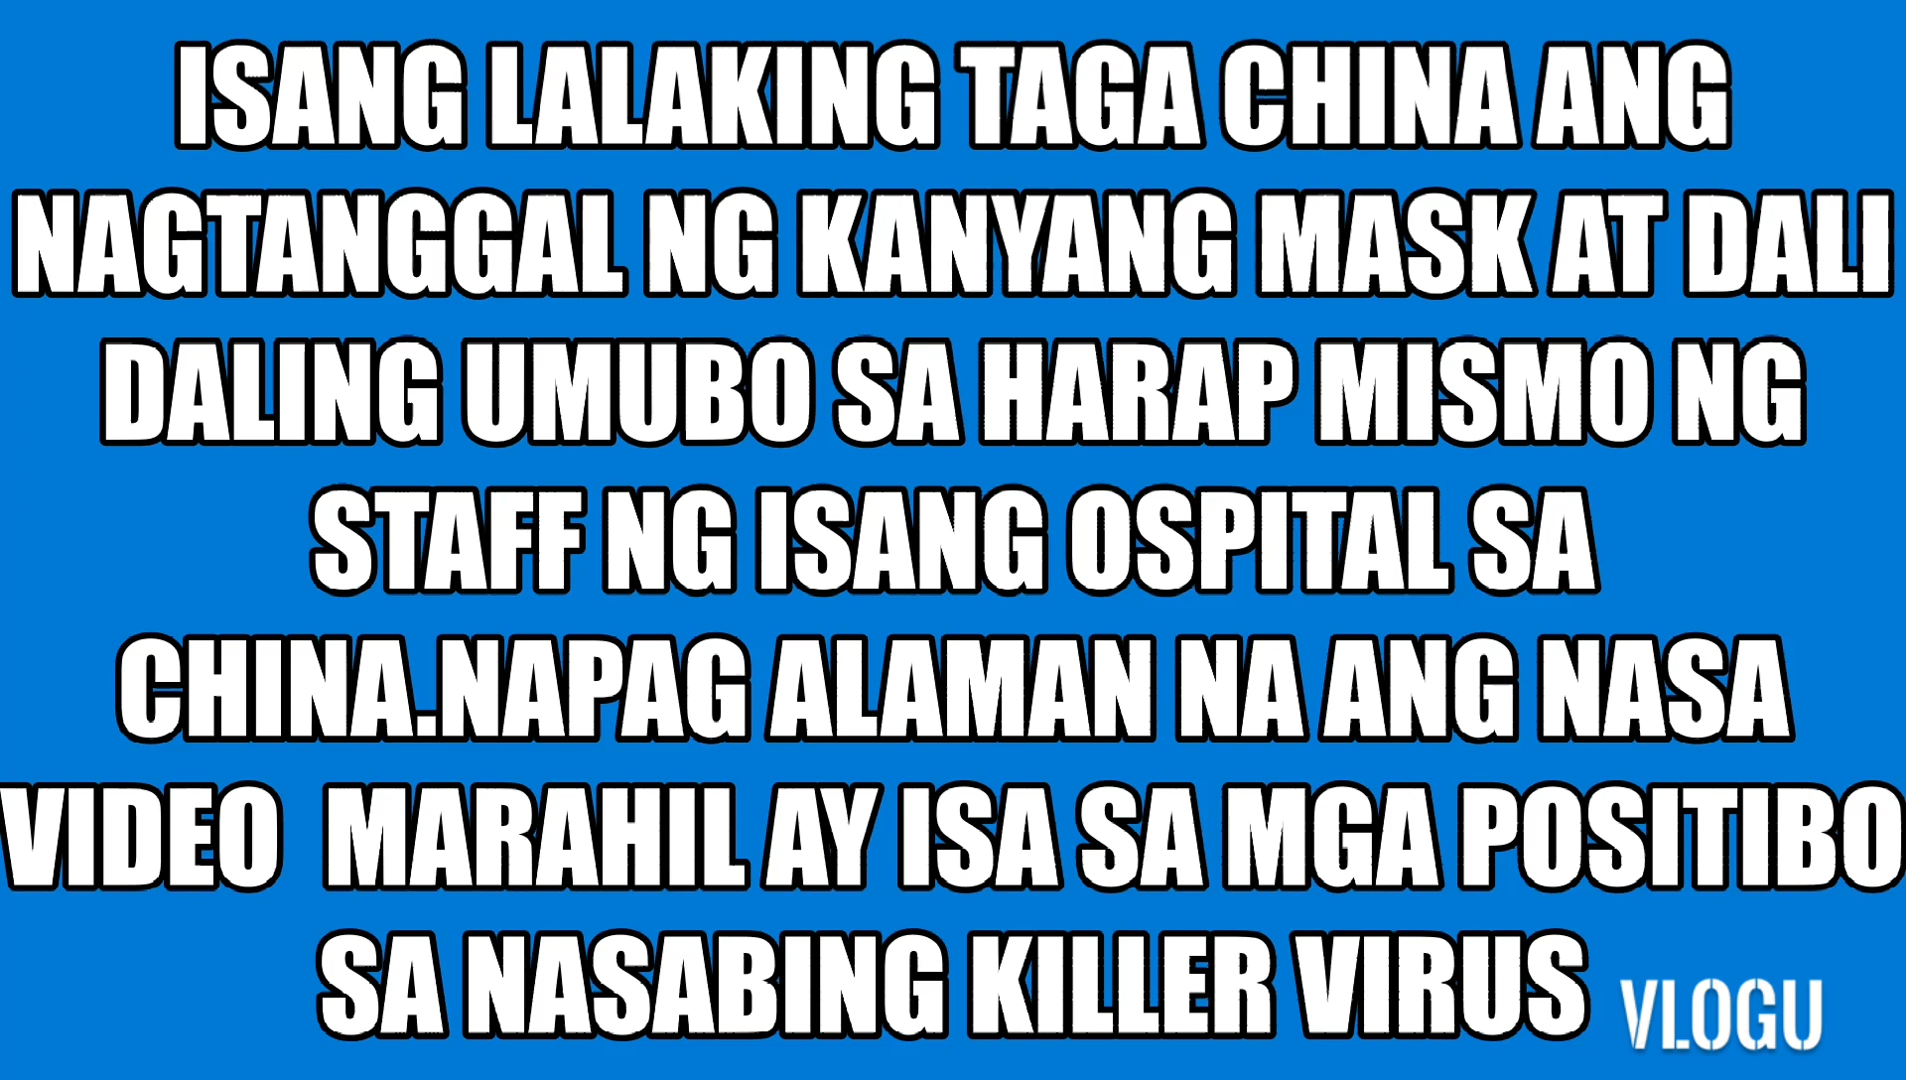 ISANG LALAKING TAGA CHINA ANG
NAGTANGGAL NG KANYANG MASK AT DALI
DALING UMUBO SA HARAP MISMO NG
STAFF NG ISANG OSPITAL SA
CHINA.NAPAG ALAMAN NA ANG NASA
VIDEO  MARAHIL AY ISA SA MGA POSITIBO
SA NASABING KILLER VIRUS
VLOGU